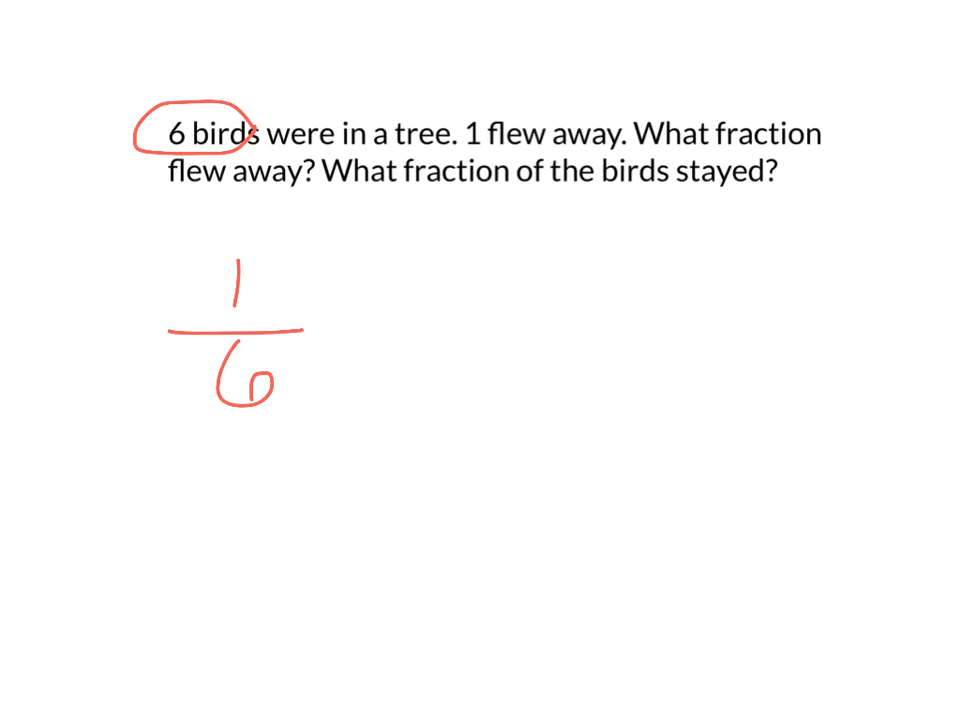 6 birds were in a tree. 1 flew away. What fraction
flew away? What fraction of the birds stayed?
1
6